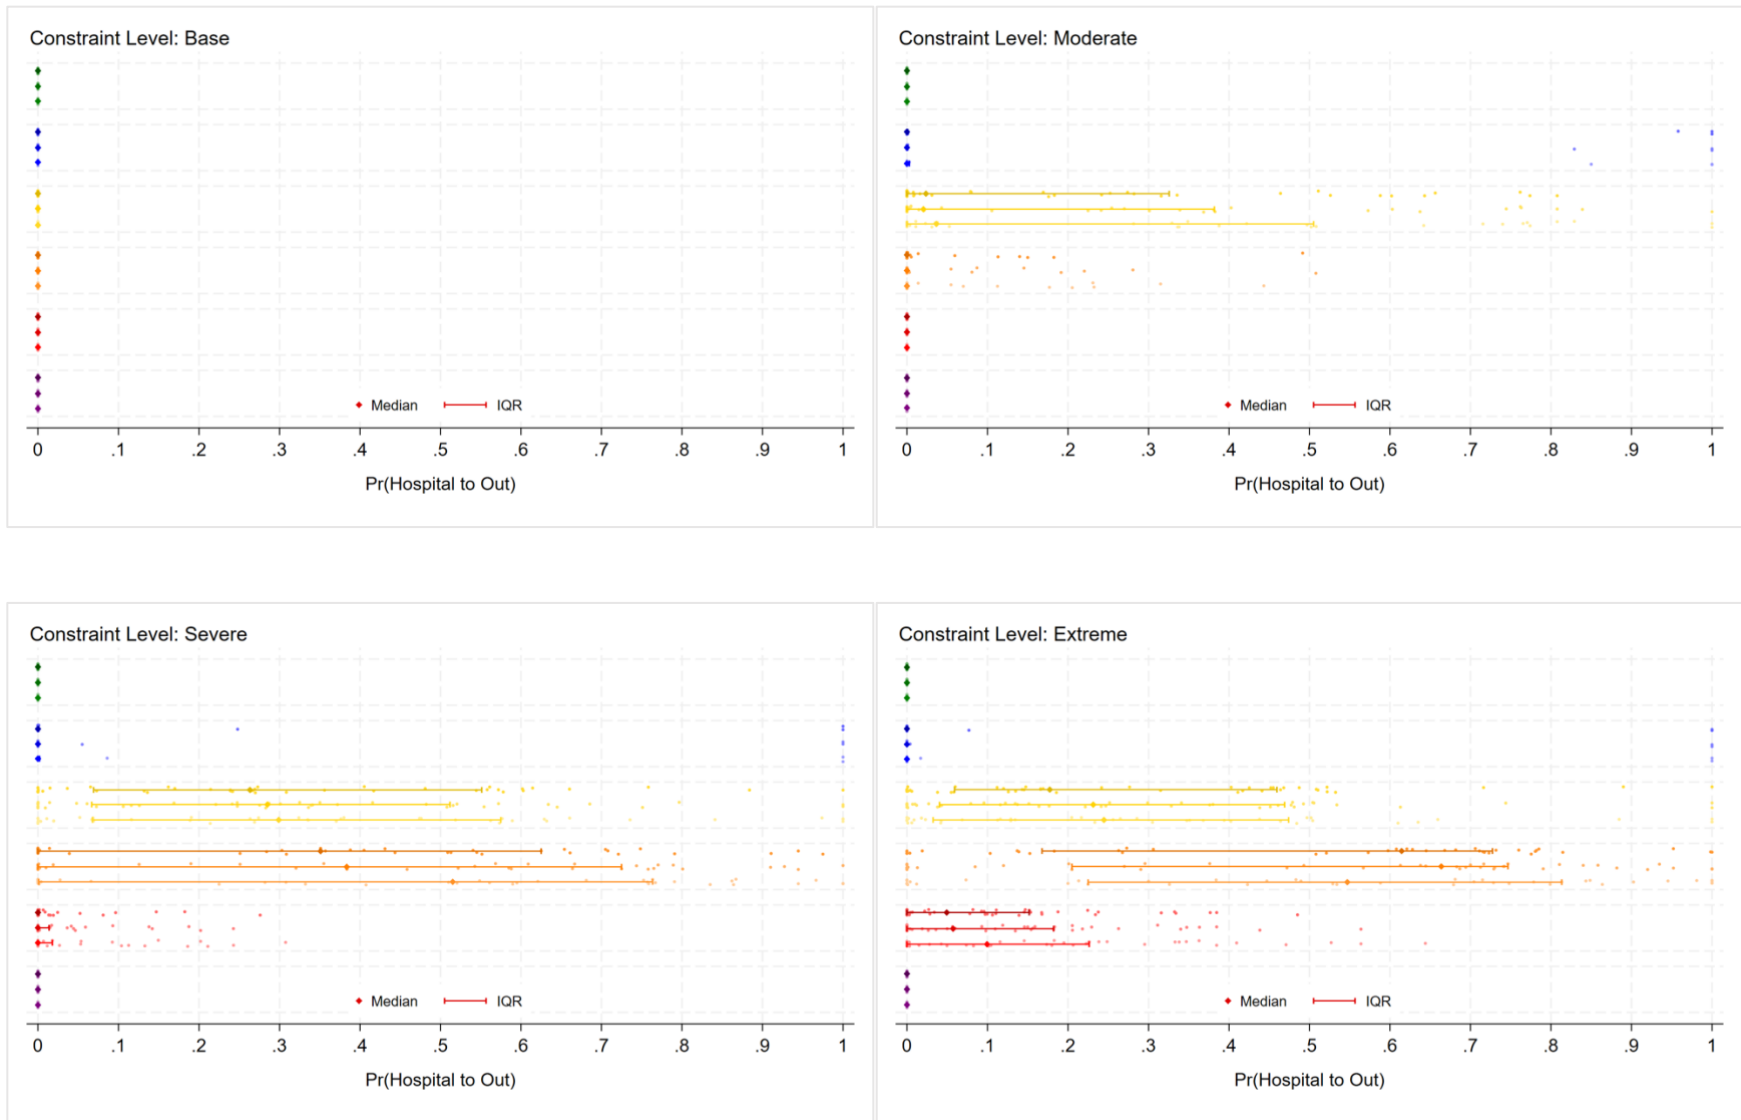 Constraint Level: Base
Median IQR
0 .1 .2 .3 .4 .5 .6 .7 .8 .9 1
Pr(Hospital to Out)
Constraint Level: Moderate
Median IQR
0 .1 .2 .3 .4 .5 .6 .7 .8 .9 1
Pr(Hospital to Out)
Constraint Level: Severe
Median IQR
0 .1 .2 .3 .4 .5 .6 .7 .8 .9 1
Pr(Hospital to Out)
Constraint Level: Extreme
Median IQR
0 .1 .2 .3 .4 .5 .6 .7 .8 .9 1
Pr(Hospital to Out)